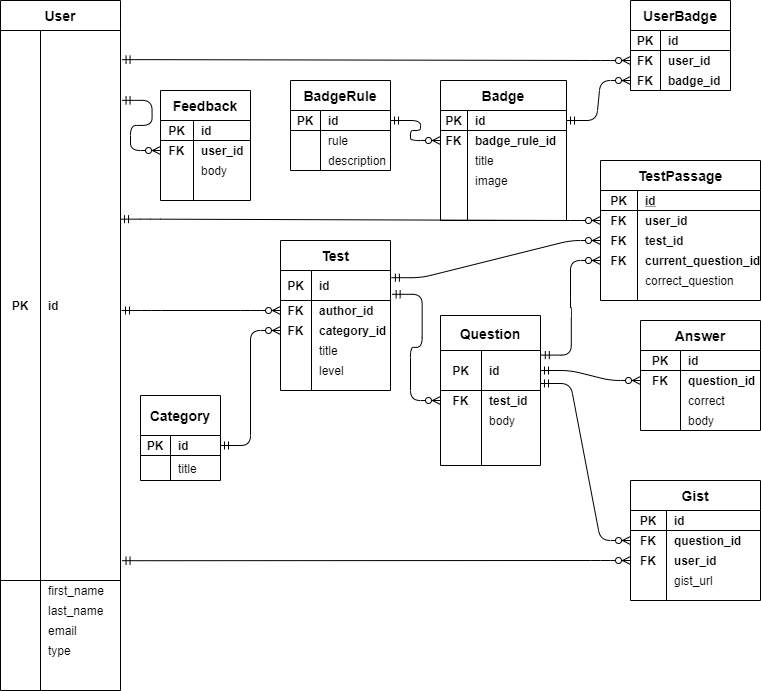 User
PK id
first_name
last_name
email
type
UserBadge
PK id
FK user_id
FK badge_id
Feedback
PK id
FK user_id
body
BadgeRule
PK id
rule
description
Badge
PK id
FK badge_rule_id
title
image
TestPassage
PK id
FK user_id
FK test_id
FK current_question_id
correct_question
Test
PK id
FK author_id
FK category_id
title
level
Question
PK id
FK test_id
body
Answer
PK id
FK question_id
correct
body
Category
PK id
title
Gist
PK id
FK question_id
FK user_id
gist_url